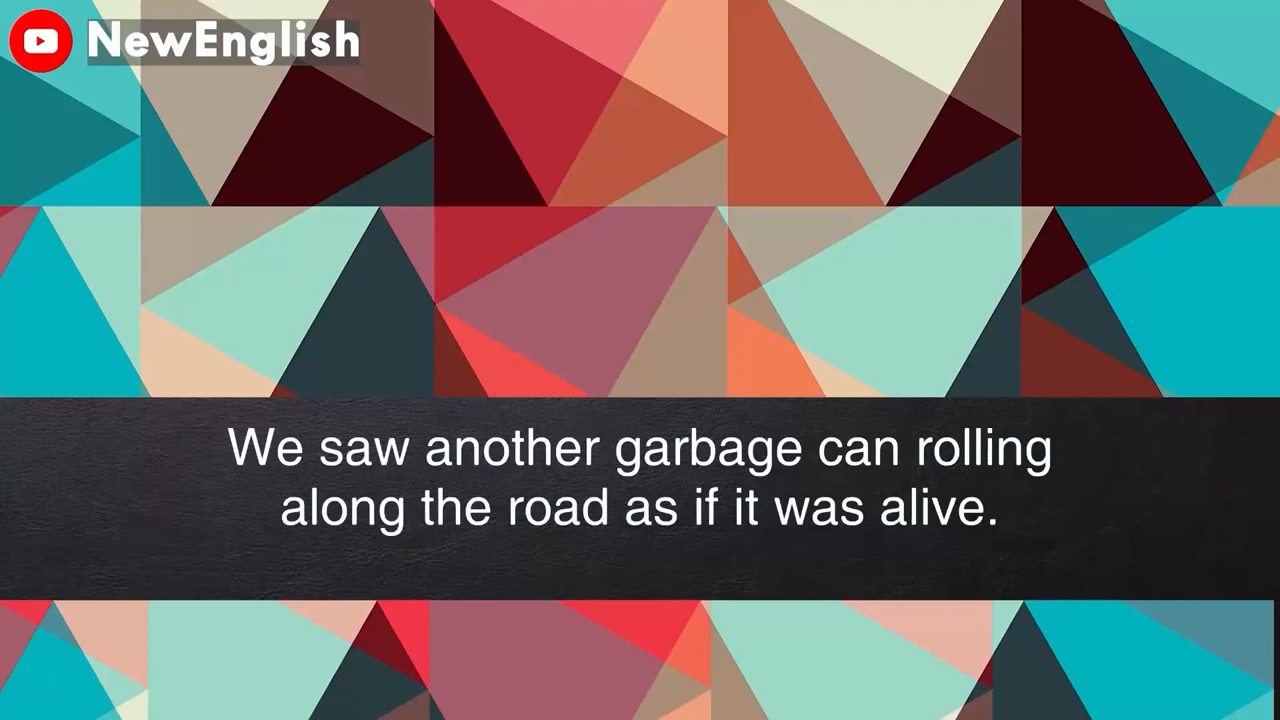 NewEnglish
We saw another garbage can rolling
along the road as if it was alive.